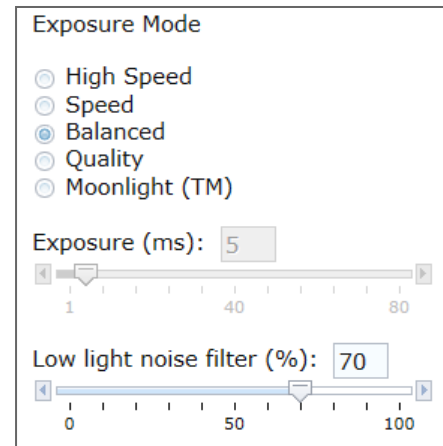 Exposure Mode
High Speed
Speed
Balanced
Quality
Moonlight (TM)
Exposure (ms): 5
1 40 80
Low light noise filter (%): 70
0 50 100